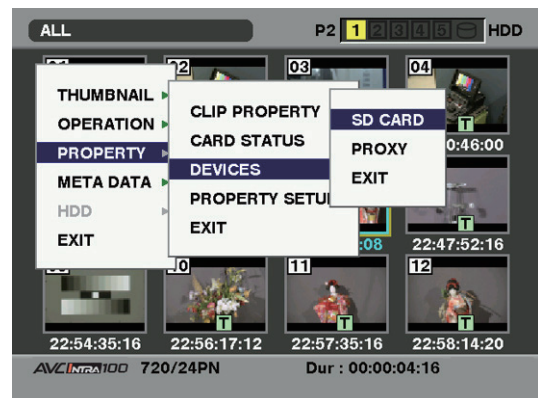 ALL
P2 1 2 3 4 5 HDD
02 03 04
THUMBNAIL
OPERATION
PROPERTY
META DATA
HDD
EXIT
CLIP PROPERTY
CARD STATUS
DEVICES
PROPERTY SETU
EXIT
SD CARD
PROXY
EXIT
T
0:46:00
T
:08 22:47:52:16
10 11 12
T T T
22:54:35:16 22:56:17:12 22:57:35:16 22:58:14:20
AVC INTRA 100 720/24PN Dur : 00:00:04:16